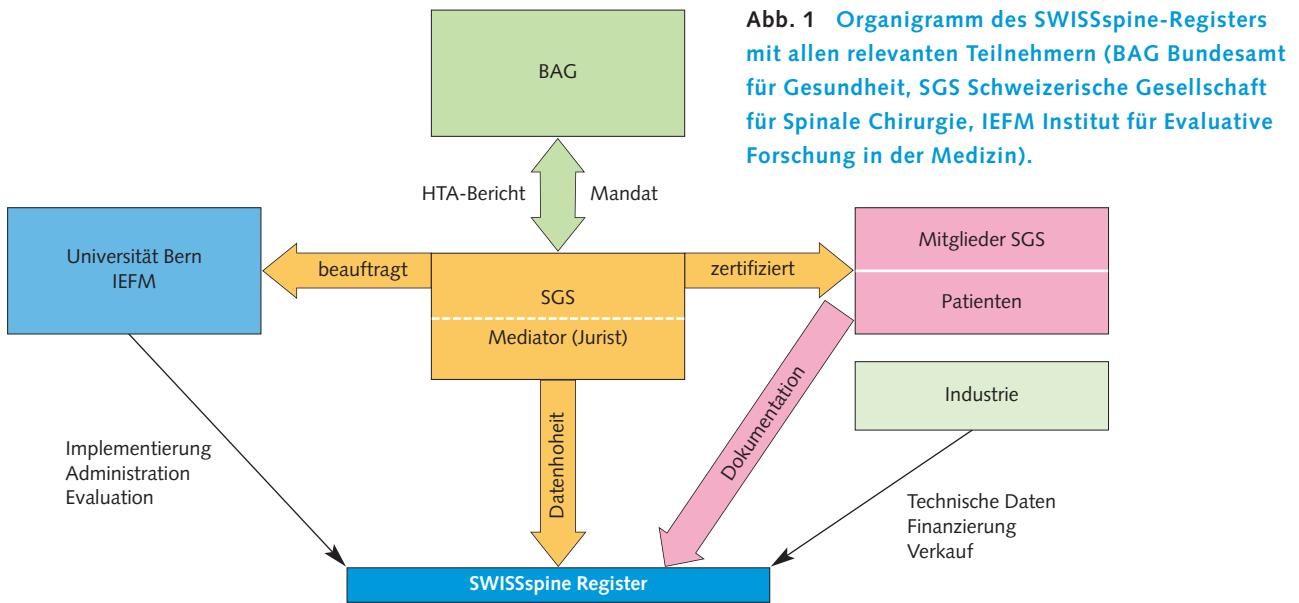 Abb. 1 Organigramm des SWISSspine-Registers
mit allen relevanten Teilnehmern (BAG Bundesamt
für Gesundheit, SGS Schweizerische Gesellschaft
für Spinale Chirurgie, IEFM Institut für Evaluative
Forschung in der Medizin).
BAG
HTA-Bericht
Mandat
Universität Bern
IEFM
beauftragt
SGS
Mediator (Jurist)
zertifiziert
Mitglieder SGS
Patienten
Industrie
Implementierung
Administration
Evaluation
Datenhoheit
Dokumentation
Technische Daten
Finanzierung
Verkauf
SWISSspine Register